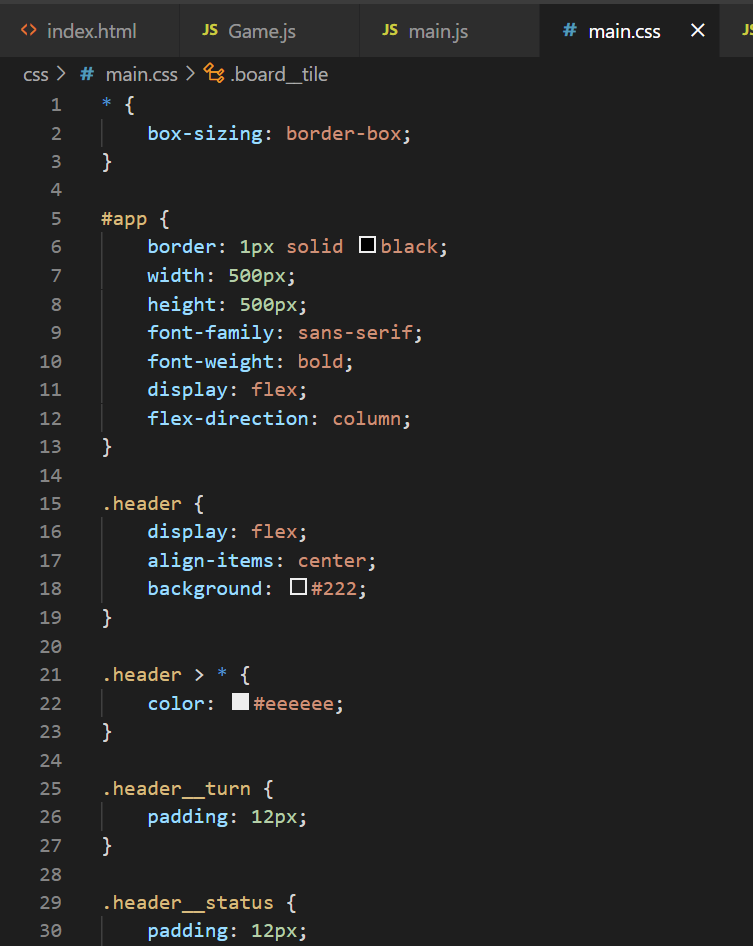 <> index.html JS Game.js JS main.js # main.css × JS
css > # main.css > .board__tile
1 * {
2     box-sizing: border-box;
3 }
4
5 #app {
6     border: 1px solid black;
7     width: 500px;
8     height: 500px;
9     font-family: sans-serif;
10     font-weight: bold;
11     display: flex;
12     flex-direction: column;
13 }
14
15 .header {
16     display: flex;
17     align-items: center;
18     background: #222;
19 }
20
21 .header > * {
22     color: #eeeeee;
23 }
24
25 .header__turn {
26     padding: 12px;
27 }
28
29 .header__status {
30     padding: 12px;